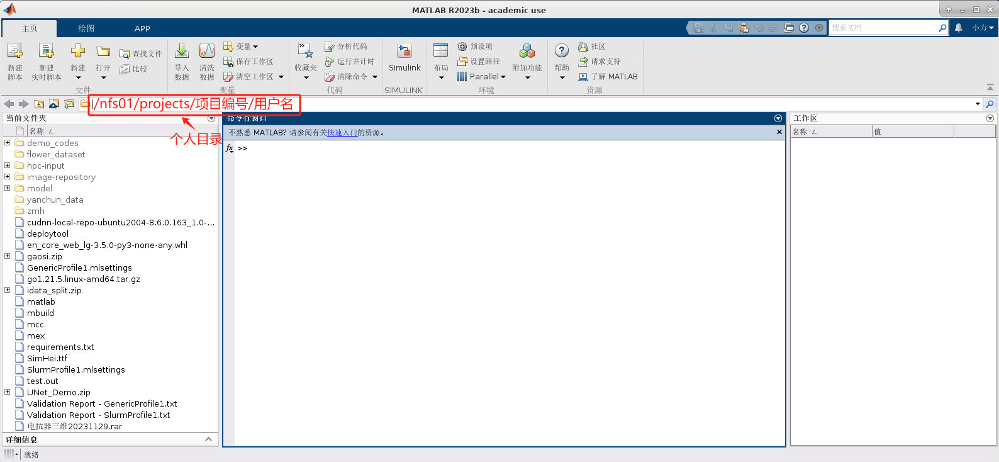 MATLAB R2023b - academic use
主页 绘图 APP
搜索文档
小力
新建
脚本
新建
实时脚本
新建
打开
查找文件
比较
文件
导入
数据
清洗
数据
变量
保存工作区
清空工作区
变量
收藏夹
分析代码
运行并计时
清除命令
代码
Simulink
SIMULINK
布局
预设项
设置路径
Parallel
附加功能
环境
帮助
社区
请求支持
了解 MATLAB
资源
/nfs01/projects/项目编号/用户名
个人目录
当前文件夹
名称
demo_codes
flower_dataset
hpc-input
image-repository
model
yanchun_data
zmh
cudnn-local-repo-ubuntu2004-8.6.0.163_1.0-...
deploytool
en_core_web_lg-3.5.0-py3-none-any.whl
gaosi.zip
GenericProfile1.mlsettings
go1.21.5.linux-amd64.tar.gz
idata_split.zip
matlab
mbuild
mcc
mex
requirements.txt
SimHei.ttf
SlurmProfile1.mlsettings
test.out
UNet_Demo.zip
Validation Report - GenericProfile1.txt
Validation Report - SlurmProfile1.txt
电抗器三维20231129.rar
详细信息
就绪
命令行窗口
不熟悉 MATLAB? 请参阅有关快速入门的资源。
fx >>
工作区
名称 值